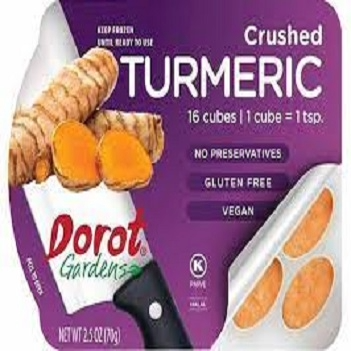 KEEP FROZEN
UNTIL READY TO USE
Crushed
TURMERIC
16 cubes | 1 cube = 1 tsp.
NO PRESERVATIVES
GLUTEN FREE
VEGAN
Dorot®
Gardens
K
NET WT 2.5 OZ (70g)